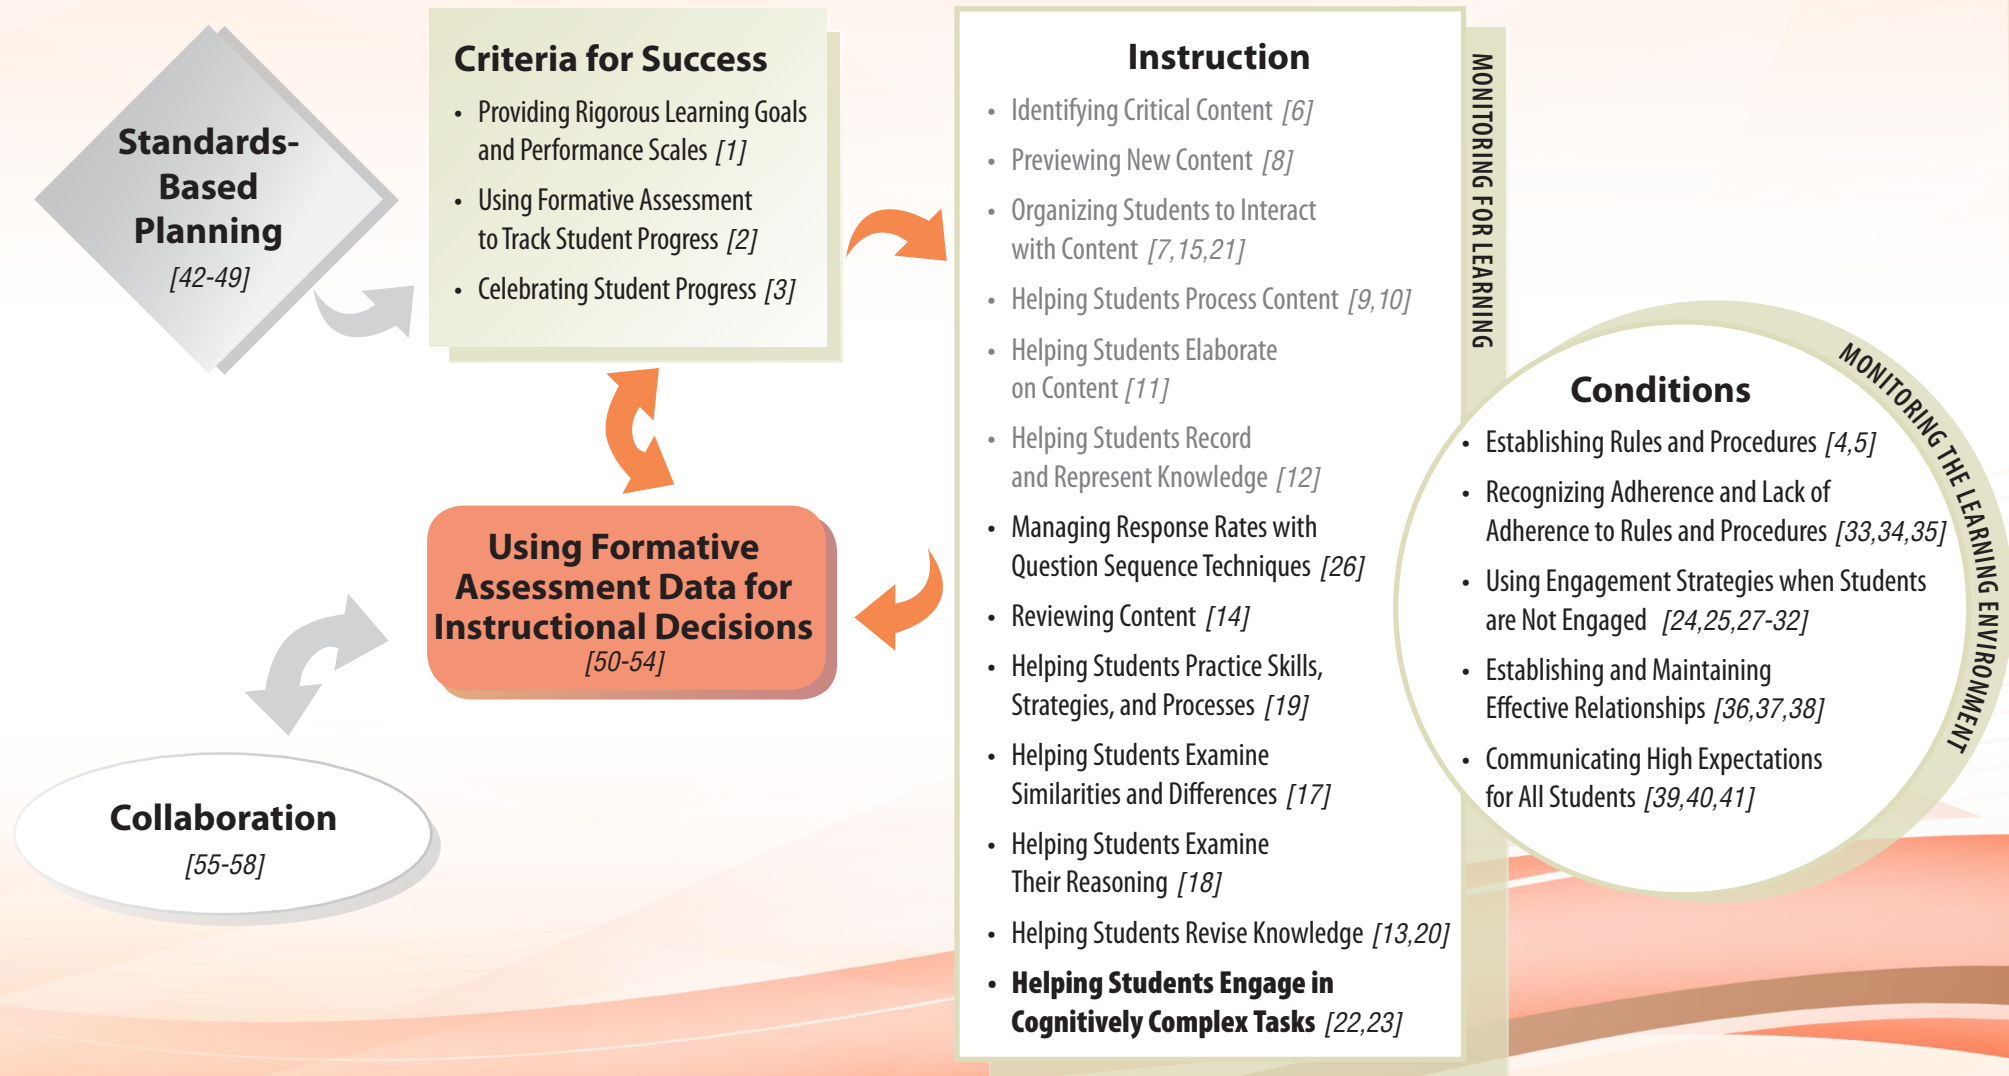 Standards-
Based
Planning
[42-49]
Criteria for Success
• Providing Rigorous Learning Goals
and Performance Scales [1]
• Using Formative Assessment
to Track Student Progress [2]
• Celebrating Student Progress [3]
Using Formative
Assessment Data for
Instructional Decisions
[50-54]
Collaboration
[55-58]
Instruction
• Identifying Critical Content [6]
• Previewing New Content [8]
• Organizing Students to Interact
with Content [7,15,21]
• Helping Students Process Content [9,10]
• Helping Students Elaborate
on Content [11]
• Helping Students Record
and Represent Knowledge [12]
• Managing Response Rates with
Question Sequence Techniques [26]
• Reviewing Content [14]
• Helping Students Practice Skills,
Strategies, and Processes [19]
• Helping Students Examine
Similarities and Differences [17]
• Helping Students Examine
Their Reasoning [18]
• Helping Students Revise Knowledge [13,20]
• Helping Students Engage in
Cognitively Complex Tasks [22,23]
MONITORING FOR LEARNING
Conditions
• Establishing Rules and Procedures [4,5]
• Recognizing Adherence and Lack of
Adherence to Rules and Procedures [33,34,35]
• Using Engagement Strategies when Students
are Not Engaged [24,25,27-32]
• Establishing and Maintaining
Effective Relationships [36,37,38]
• Communicating High Expectations
for All Students [39,40,41]
MONITORING THE LEARNING ENVIRONMENT